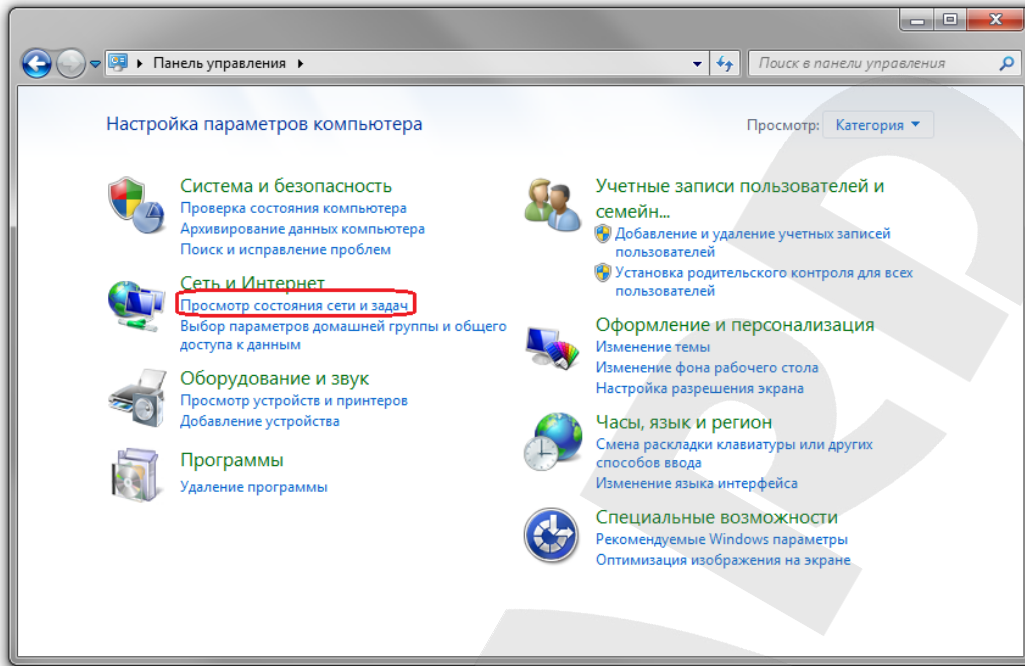 Панель управления
Поиск в панели управления
Настройка параметров компьютера
Просмотр: Категория
Система и безопасность
Проверка состояния компьютера
Архивирование данных компьютера
Поиск и исправление проблем
Сеть и Интернет
Просмотр состояния сети и задач
Выбор параметров домашней группы и общего
доступа к данным
Оборудование и звук
Просмотр устройств и принтеров
Добавление устройства
Программы
Удаление программы
Учетные записи пользователей и
семейн...
Добавление и удаление учетных записей
пользователей
Установка родительского контроля для всех
пользователей
Оформление и персонализация
Изменение темы
Изменение фона рабочего стола
Настройка разрешения экрана
Часы, язык и регион
Смена раскладки клавиатуры или других
способов ввода
Изменение языка интерфейса
Специальные возможности
Рекомендуемые Windows параметры
Оптимизация изображения на экране